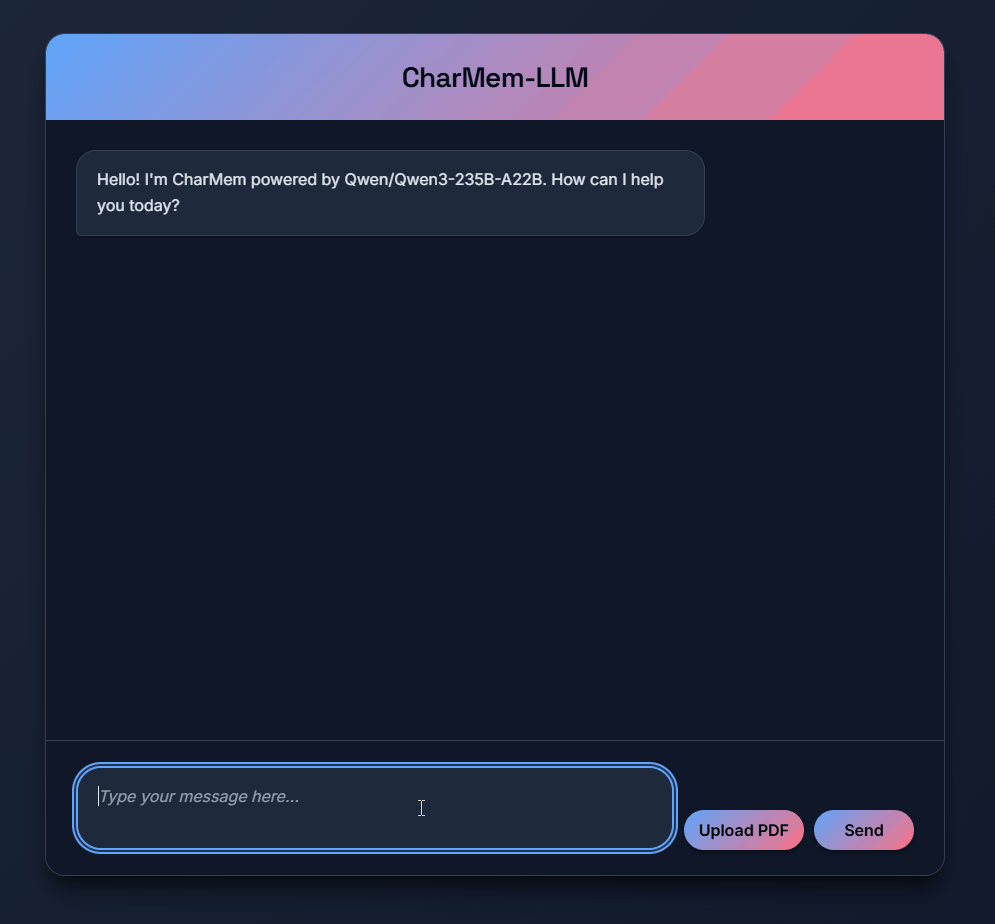 CharMem-LLM
Hello! I'm CharMem powered by Qwen/Qwen3-235B-A22B. How can I help
you today?
Type your message here...
Upload PDF
Send